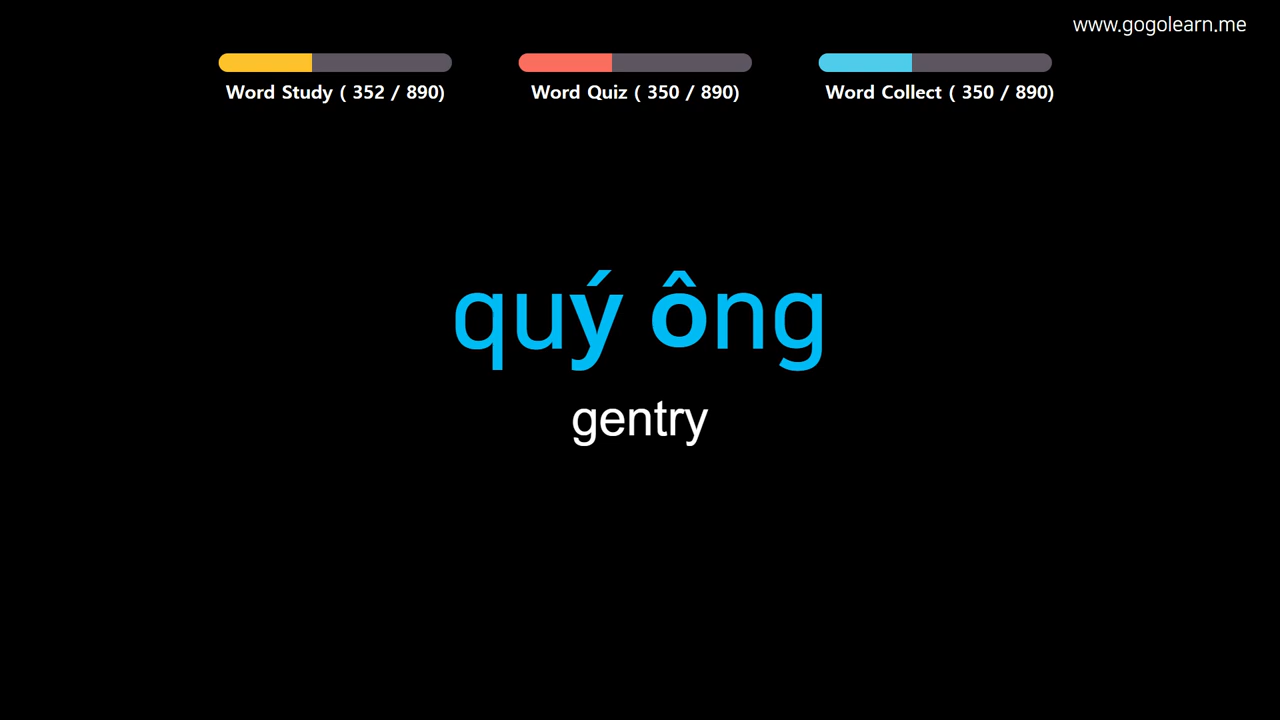 www.gogolearn.me
Word Study ( 352 / 890)
Word Quiz ( 350 / 890)
Word Collect ( 350 / 890)
quý ông
gentry